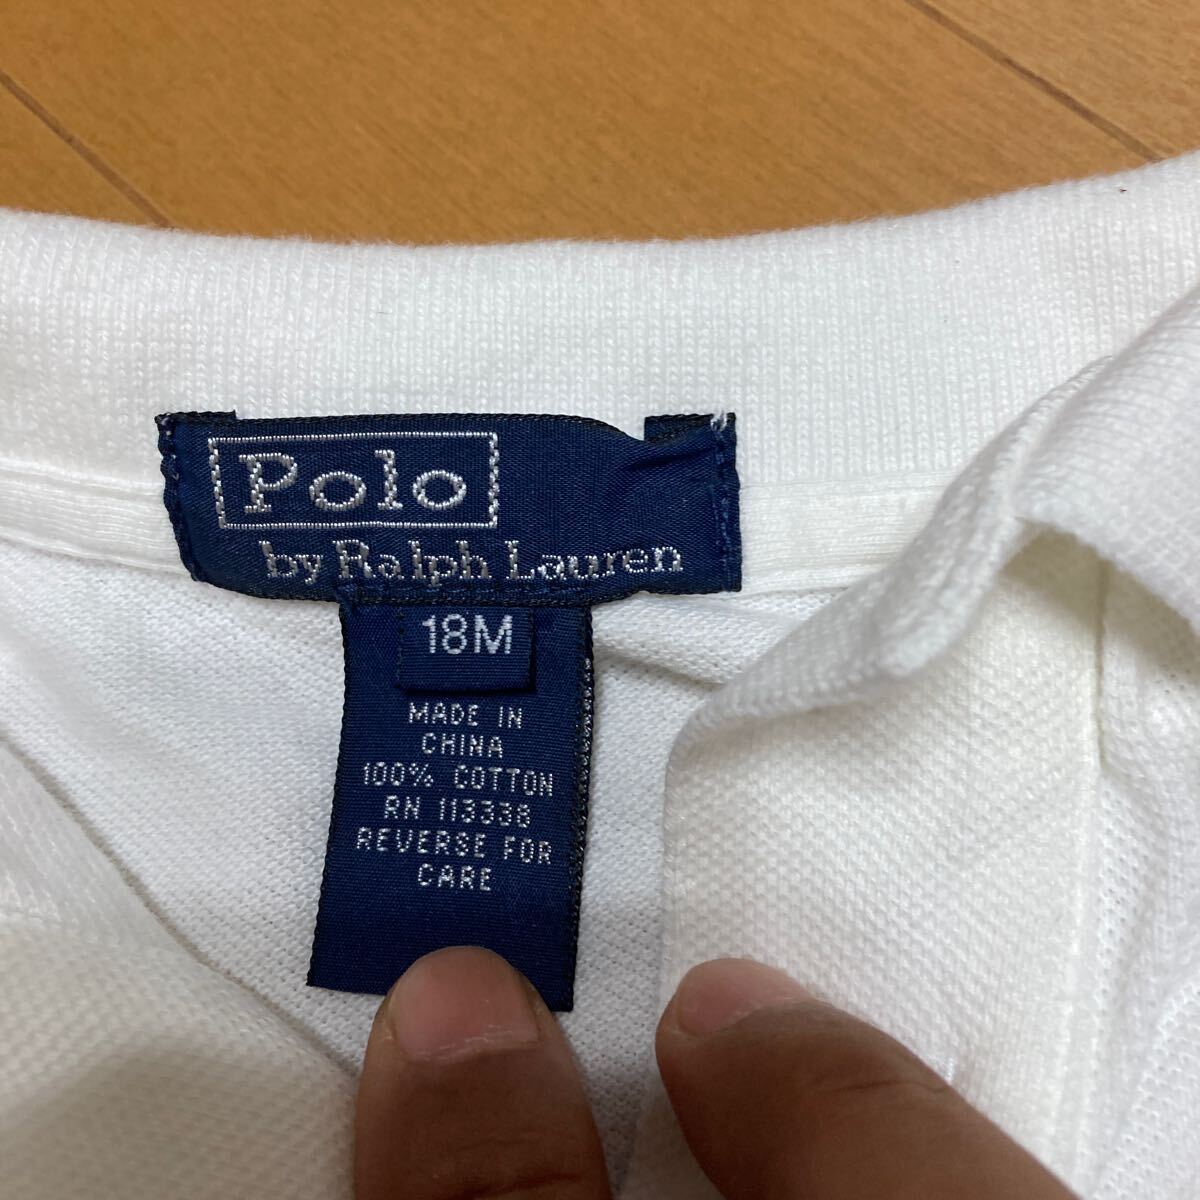 Polo
by Ralph Lauren
18M
MADE IN
CHINA
100% COTTON
RN 113338
REVERSE FOR
CARE